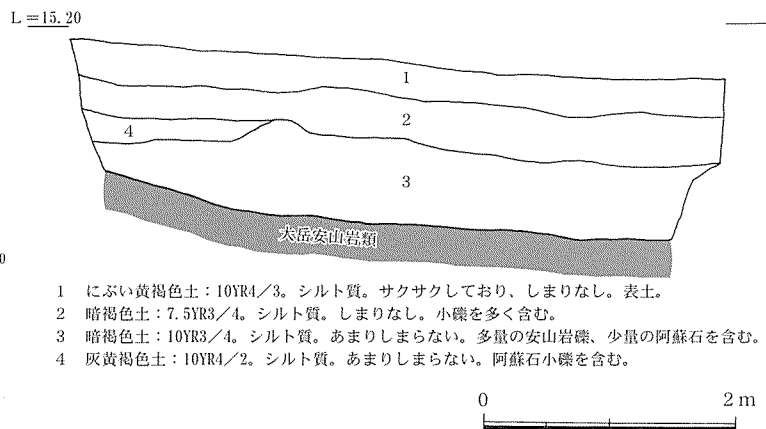 L＝15.20
1
2
4
3
大岳安山岩類
0
1　にぶい黄褐色土：10YR4／3。シルト質。サクサクしており、しまりなし。表土。
2　暗褐色土：7.5YR3／4。シルト質。しまりなし。小礫を多く含む。
3　暗褐色土：10YR3／4。シルト質。あまりしまらない。多量の安山岩礫、少量の阿蘇石を含む。
4　灰黄褐色土：10YR4／2。シルト質。あまりしまらない。阿蘇石小礫を含む。
0　2 m